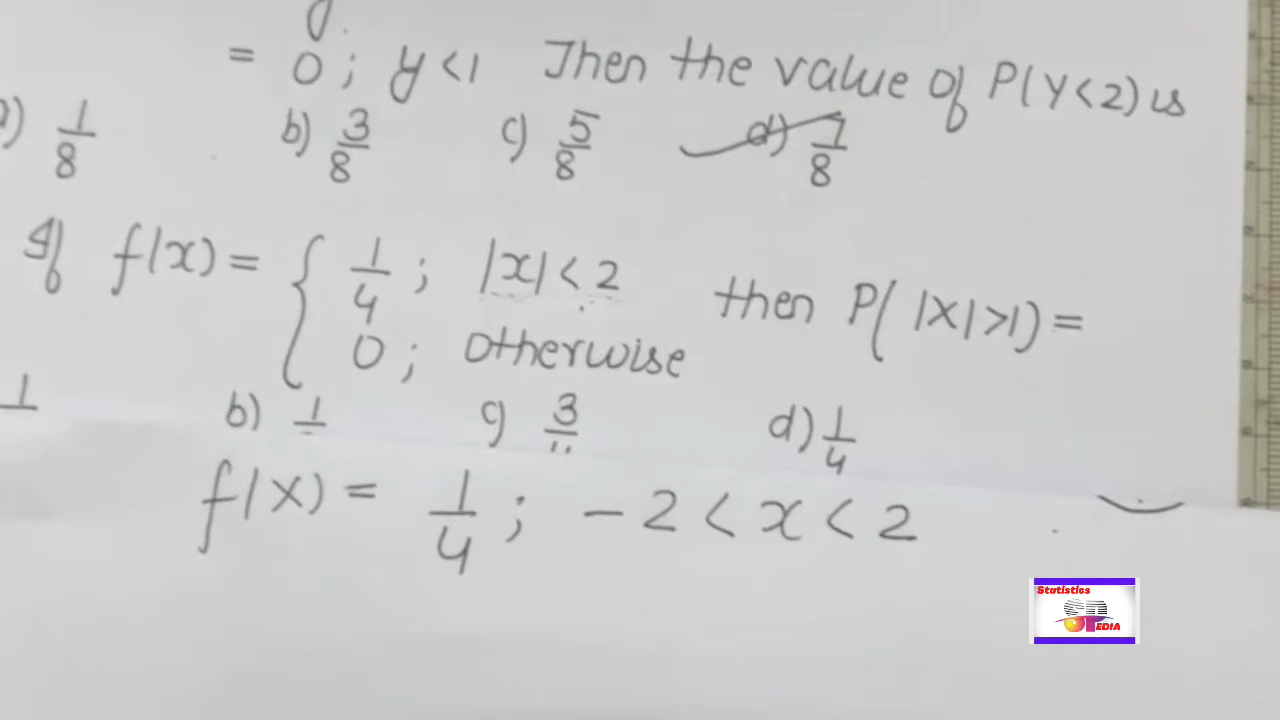 = 0 ; y < 1 Then the value of P(Y<2) is
a) 1/8 b) 3/8 c) 5/8 d) 7/8
If f(x) = { 1/4 ; |x| < 2 then P( |X| > 1) =
0 ; otherwise
b) c) d) 1/4
f(x) = 1/4 ; -2 < x < 2
Statistics
PEDIA